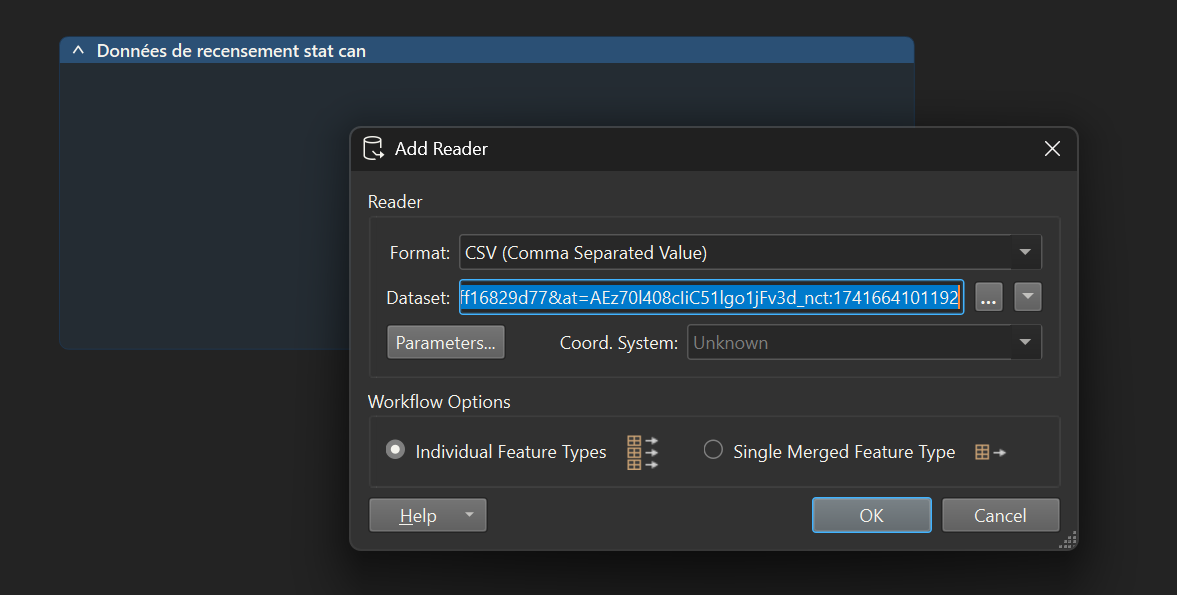 Données de recensement stat can
Add Reader
Reader
Format: CSV (Comma Separated Value)
Dataset: ff16829d77&at=AEz70l408cIiC51lgo1jFv3d_nct:1741664101192 ...
Parameters... Coord. System: Unknown
Workflow Options
Individual Feature Types Single Merged Feature Type
Help OK Cancel